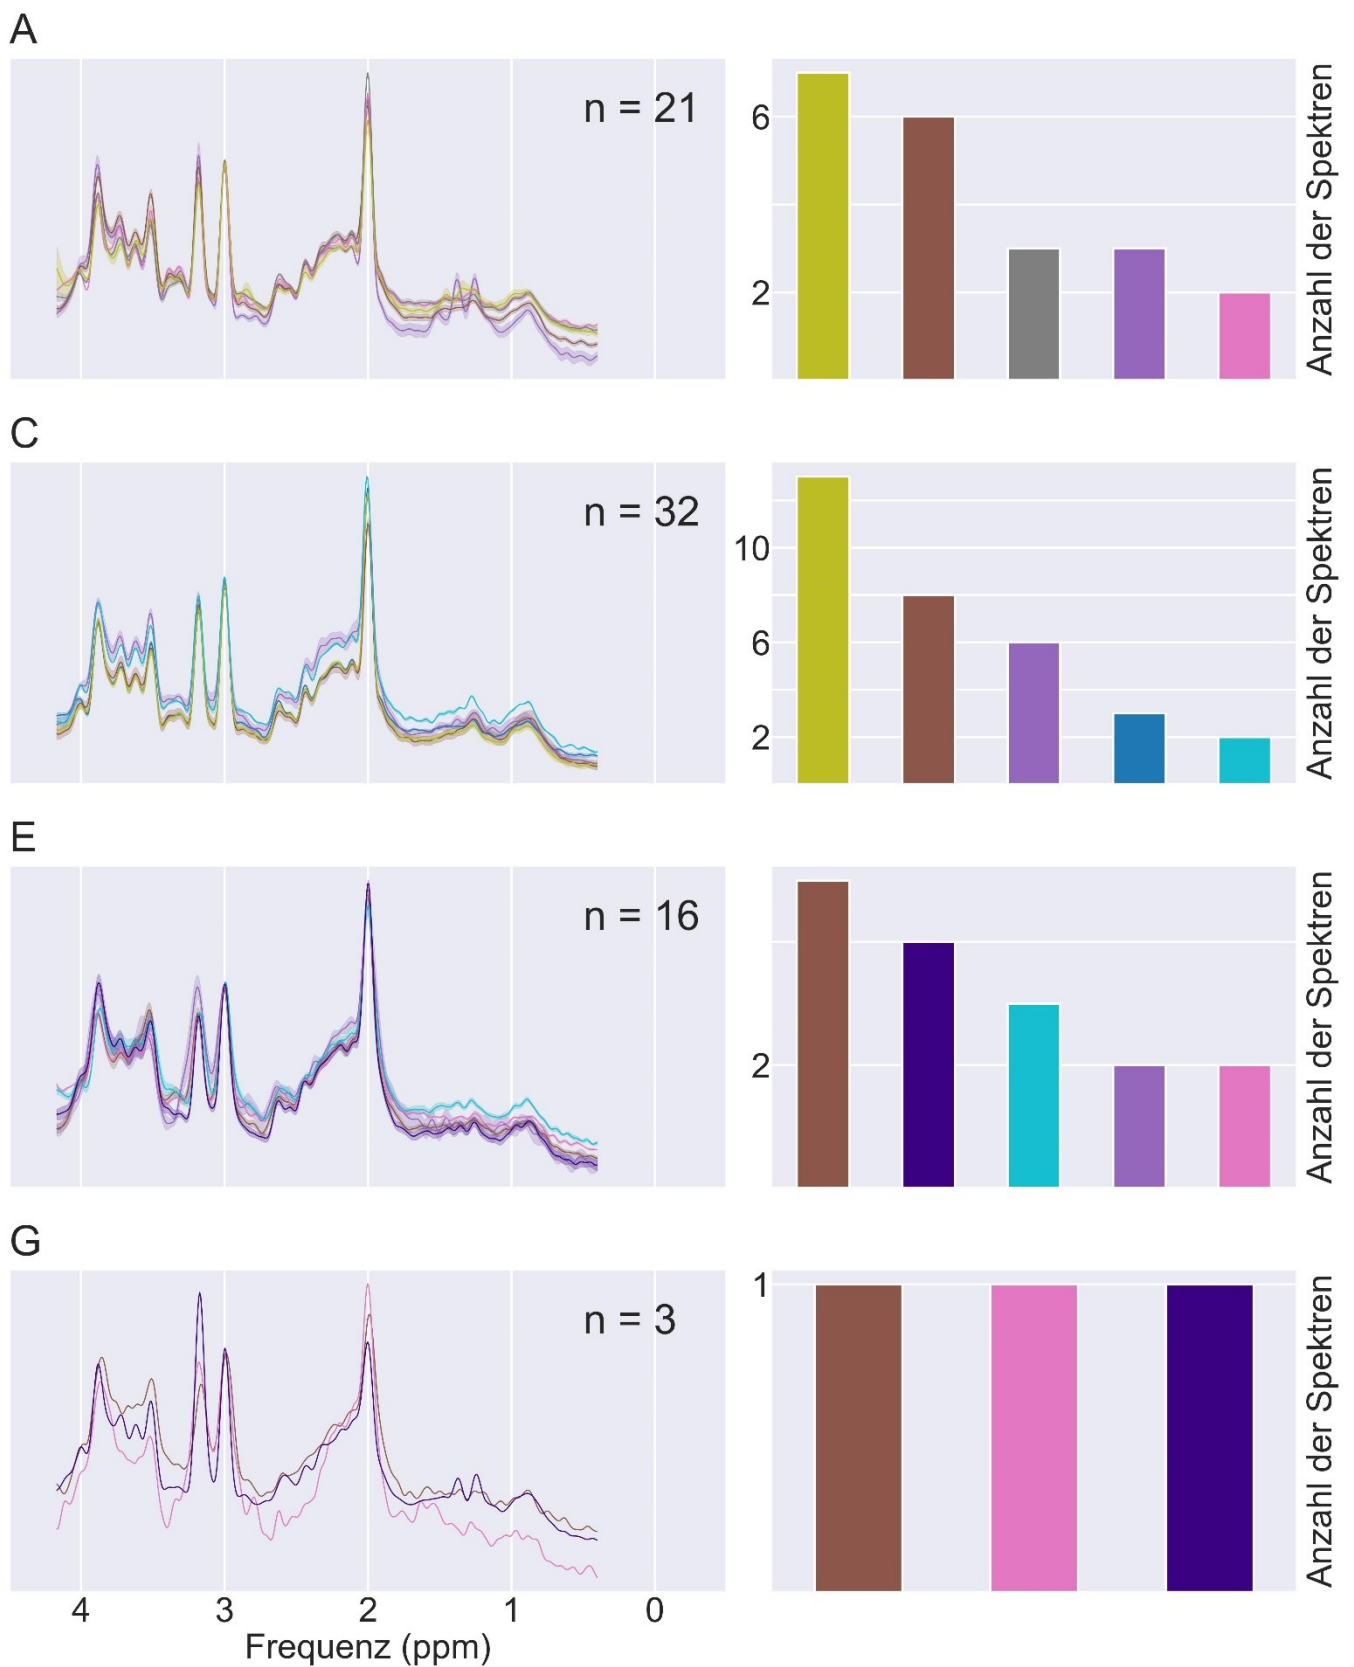 A
n = 21
6
2
Anzahl der Spektren
C
n = 32
10
6
2
Anzahl der Spektren
E
n = 16
2
Anzahl der Spektren
G
n = 3
1
Anzahl der Spektren
4 3 2 1 0
Frequenz (ppm)